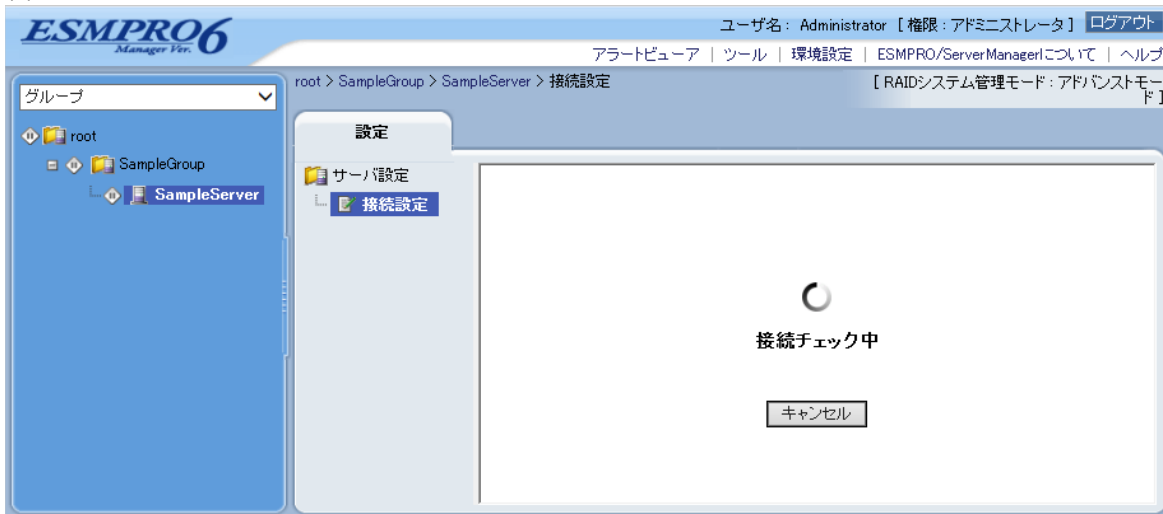 ESMPRO6
Manager Ver.
ユーザ名： Administrator ［ 権限：アドミニストレータ ］ ログアウト
アラートビューア | ツール | 環境設定 | ESMPRO/ServerManagerについて | ヘルプ
グループ
root
SampleGroup
SampleServer
root > SampleGroup > SampleServer > 接続設定
[ RAIDシステム管理モード：アドバンストモー
ド ]
設定
サーバ設定
接続設定
接続チェック中
キャンセル